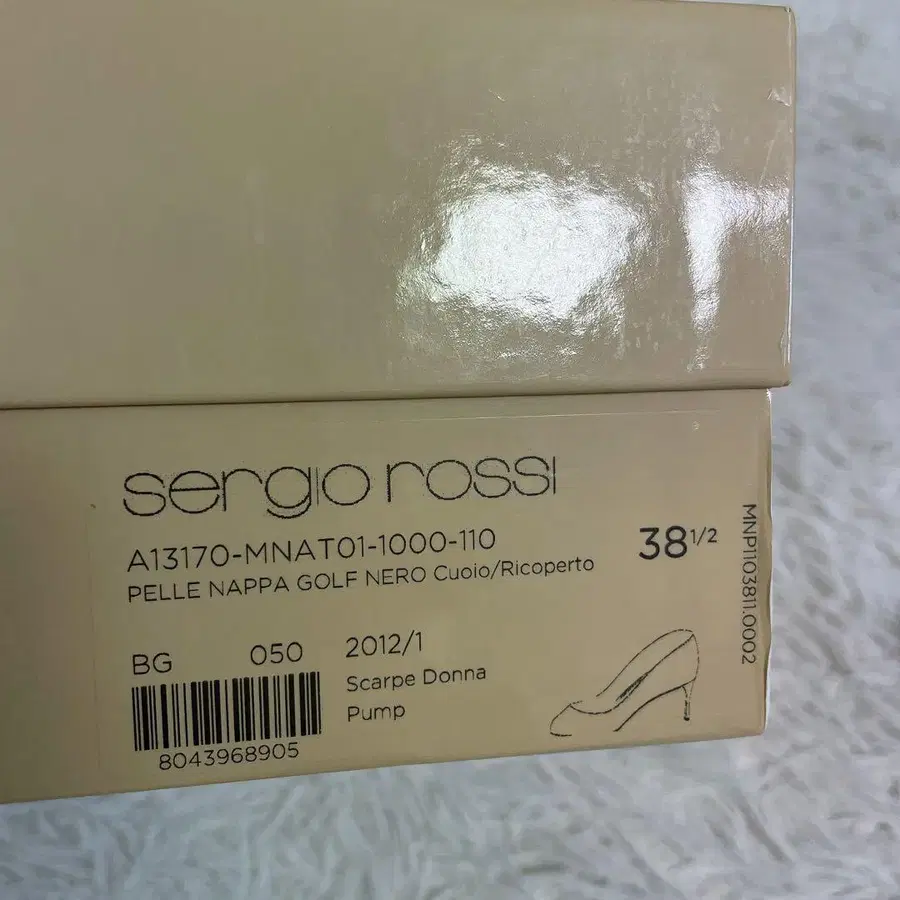 sergio rossi
A13170-MNAT01-1000-110
38 1/2
PELLE NAPPA GOLF NERO Cuoio/Ricoperto
BG 050 2012/1
Scarpe Donna
Pump
8043968905
MNP1103811.0002